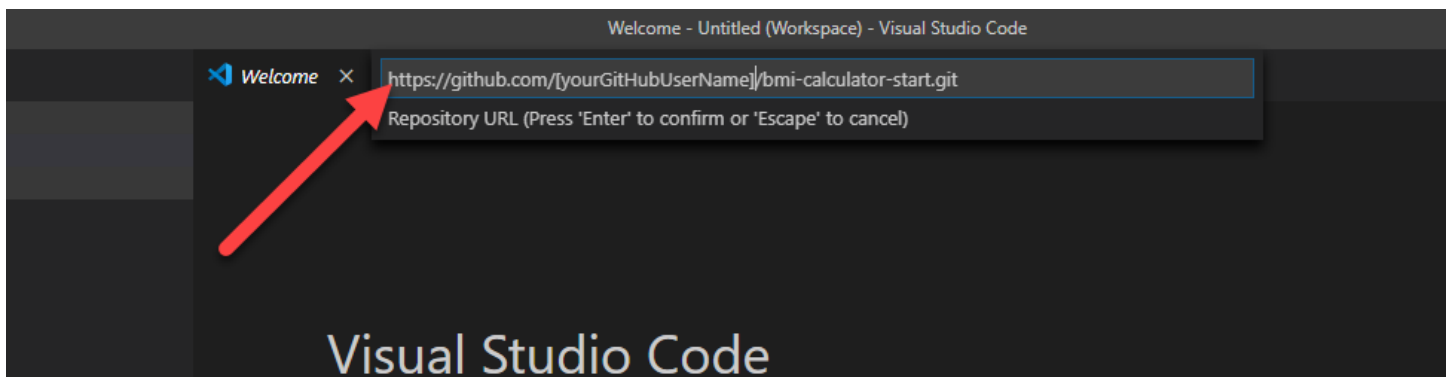 Welcome - Untitled (Workspace) - Visual Studio Code
Welcome
https://github.com/[yourGitHubUserName]/bmi-calculator-start.git
Repository URL (Press 'Enter' to confirm or 'Escape' to cancel)
Visual Studio Code